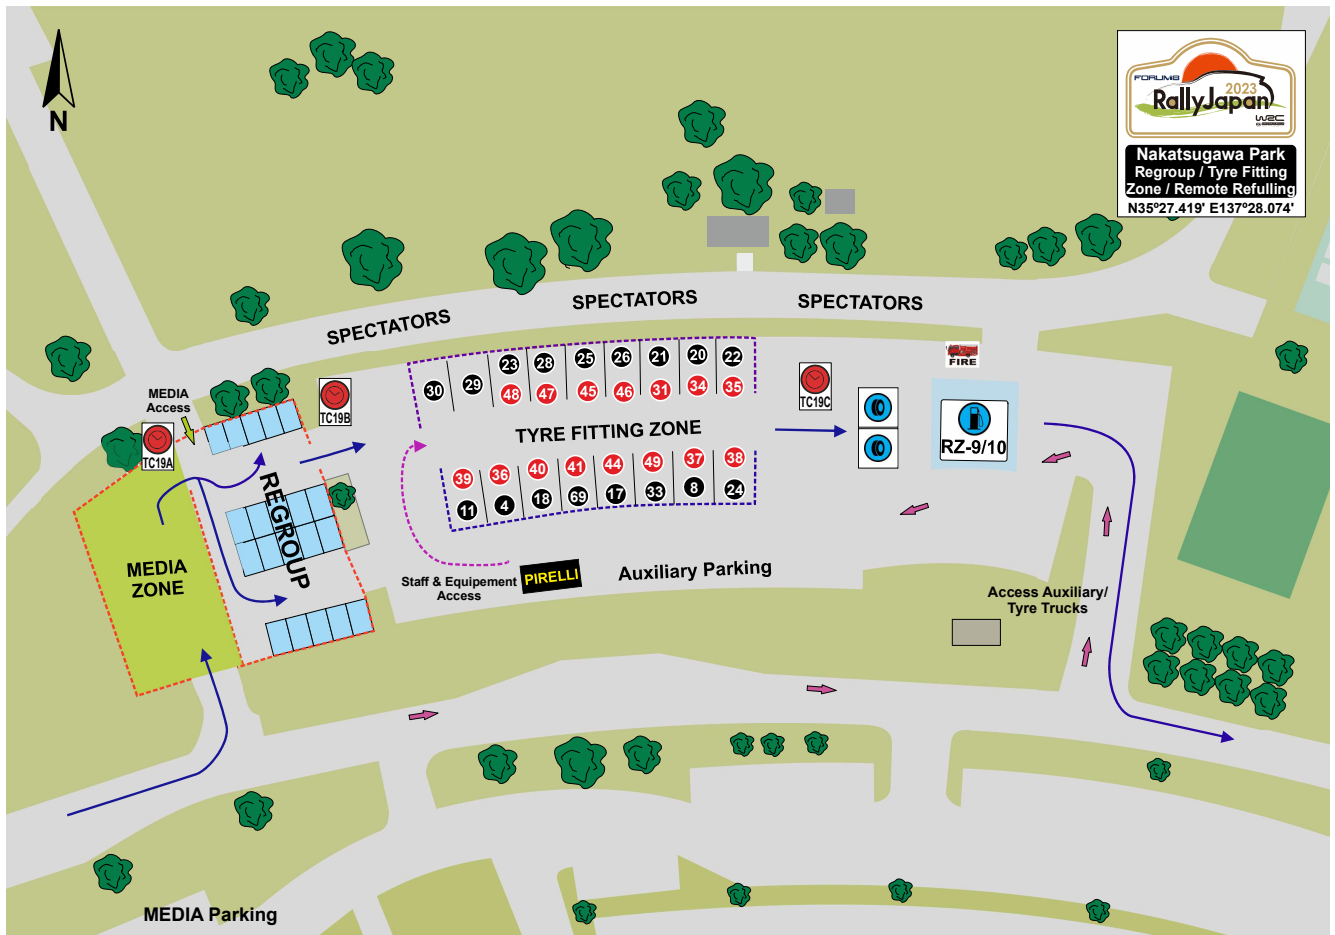 N
FORUM8
2023
RallyJapan
WRC
Nakatsugawa Park
Regroup / Tyre Fitting
Zone / Remote Refulling
N35º27.419' E137º28.074'
SPECTATORS
SPECTATORS
SPECTATORS
FIRE
MEDIA
Access
TC19A
TC19B
TC19C
23 28 25 26 21 20 22
30 29 48 47 45 46 31 34 35
TYRE FITTING ZONE
RZ-9/10
39 36 40 41 44 49 37 38
11 4 18 69 17 33 8 24
REGROUP
MEDIA
ZONE
Staff & Equipement
Access
PIRELLI
Auxiliary Parking
Access Auxiliary/
Tyre Trucks
MEDIA Parking